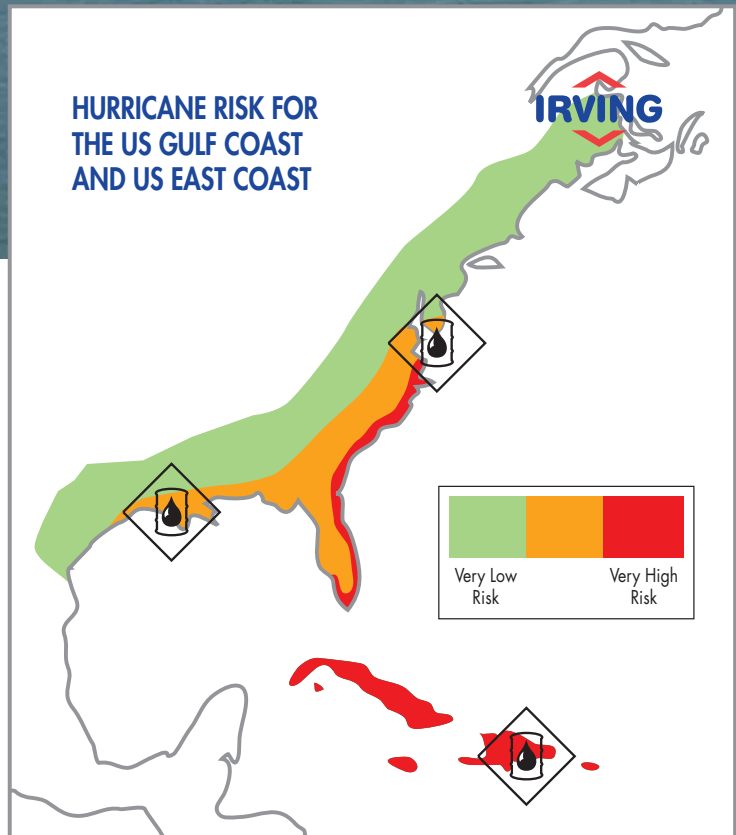 HURRICANE RISK FOR
THE US GULF COAST
AND US EAST COAST
IRVING
Very Low
Risk
Very High
Risk